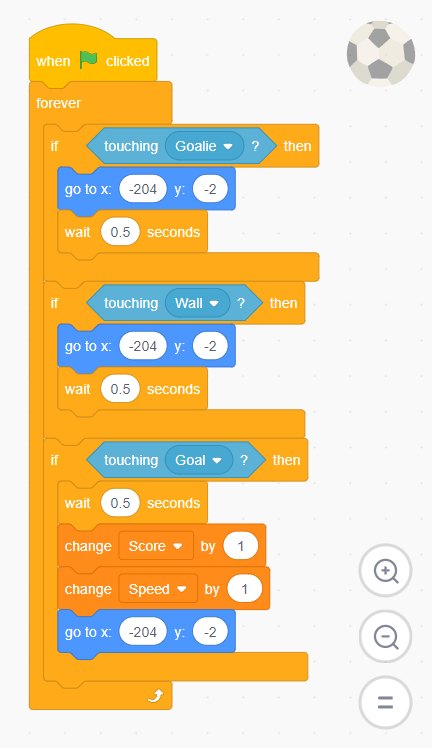 when clicked
forever
if touching Goalie ? then
go to x: -204 y: -2
wait 0.5 seconds
if touching Wall ? then
go to x: -204 y: -2
wait 0.5 seconds
if touching Goal ? then
wait 0.5 seconds
change Score by 1
change Speed by 1
go to x: -204 y: -2